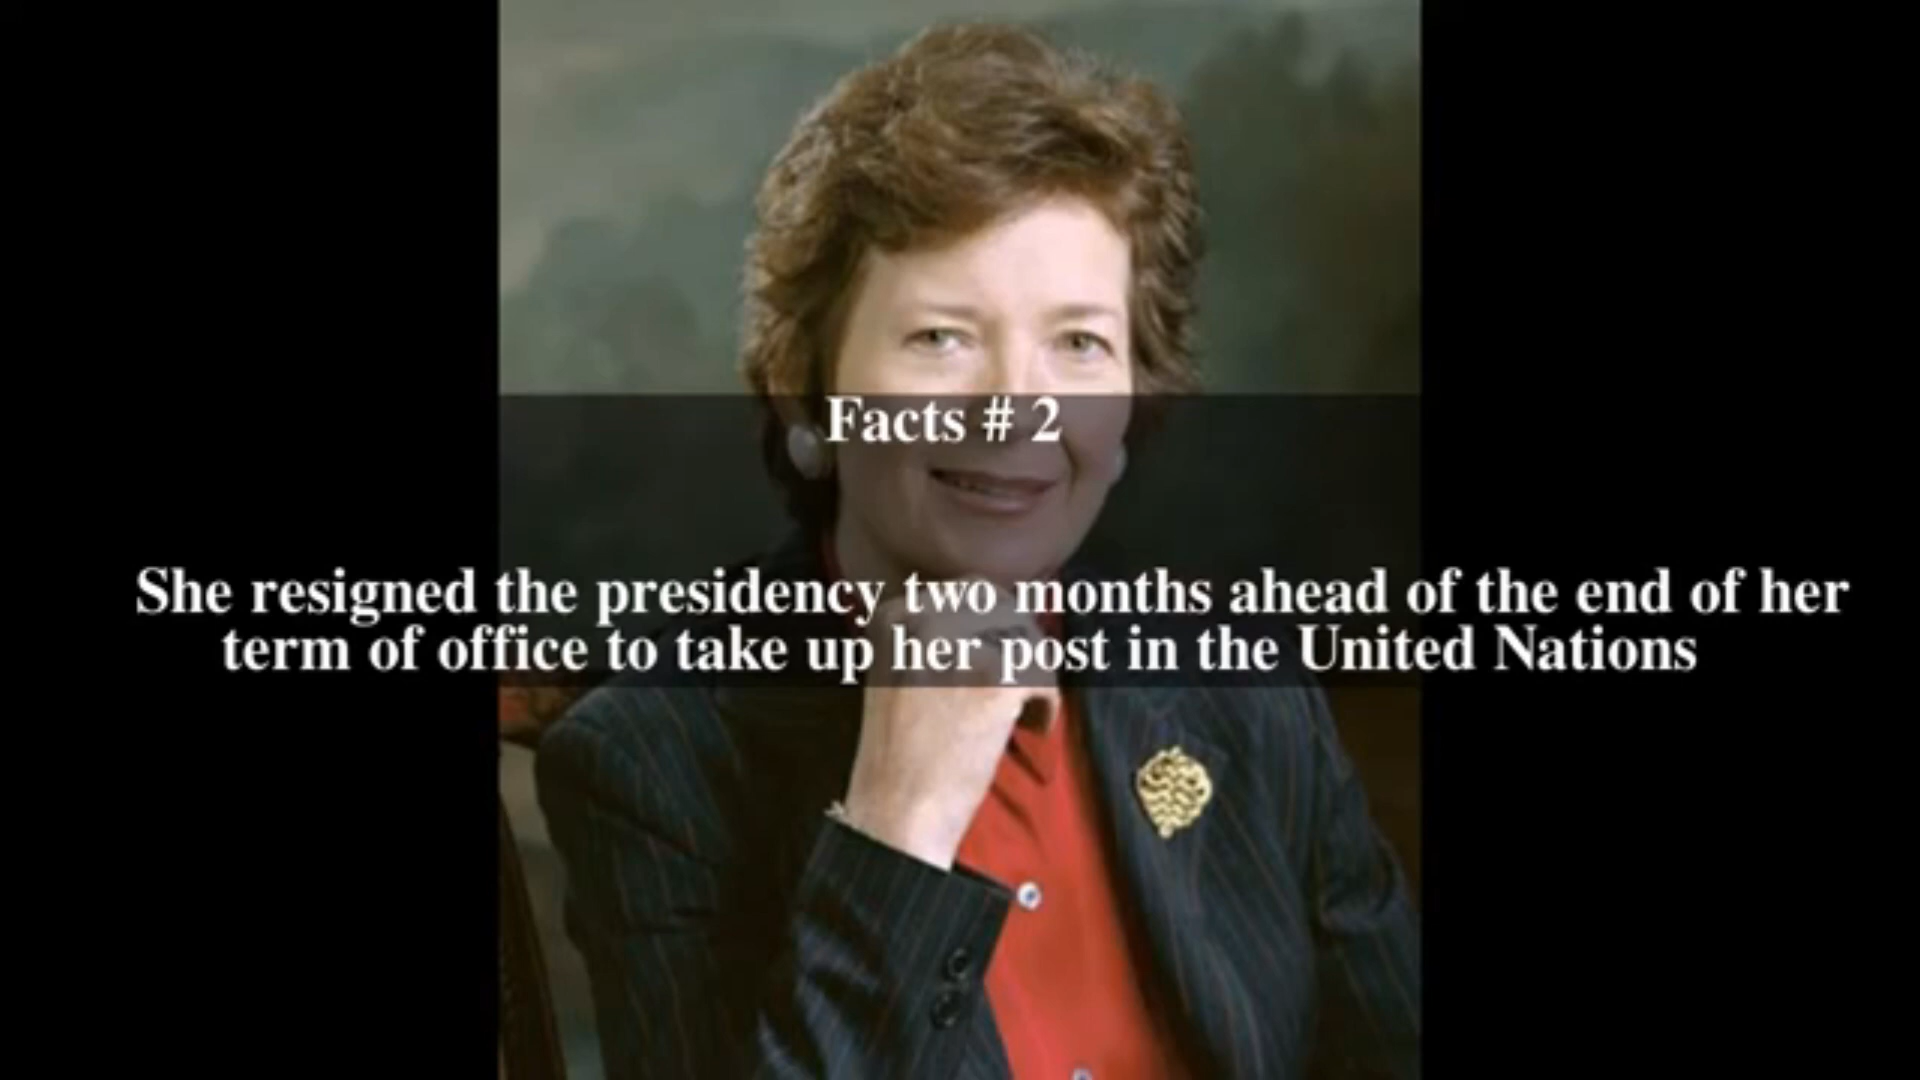 Facts # 2
She resigned the presidency two months ahead of the end of her
term of office to take up her post in the United Nations